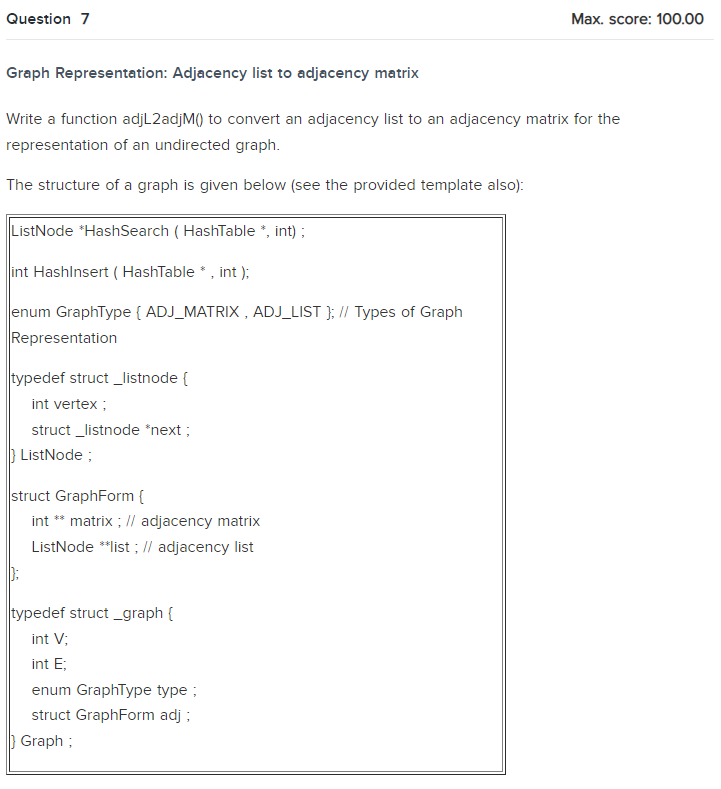 Question 7
Max. score: 100.00
Graph Representation: Adjacency list to adjacency matrix
Write a function adjL2adjM() to convert an adjacency list to an adjacency matrix for the
representation of an undirected graph.
The structure of a graph is given below (see the provided template also):
ListNode *HashSearch ( HashTable *, int) ;
int HashInsert ( HashTable * , int );
enum GraphType { ADJ_MATRIX , ADJ_LIST }; // Types of Graph
Representation
typedef struct _listnode {
int vertex ;
struct _listnode *next ;
} ListNode ;
struct GraphForm {
int ** matrix ; // adjacency matrix
ListNode **list ; // adjacency list
};
typedef struct _graph {
int V;
int E;
enum GraphType type ;
struct GraphForm adj ;
} Graph ;